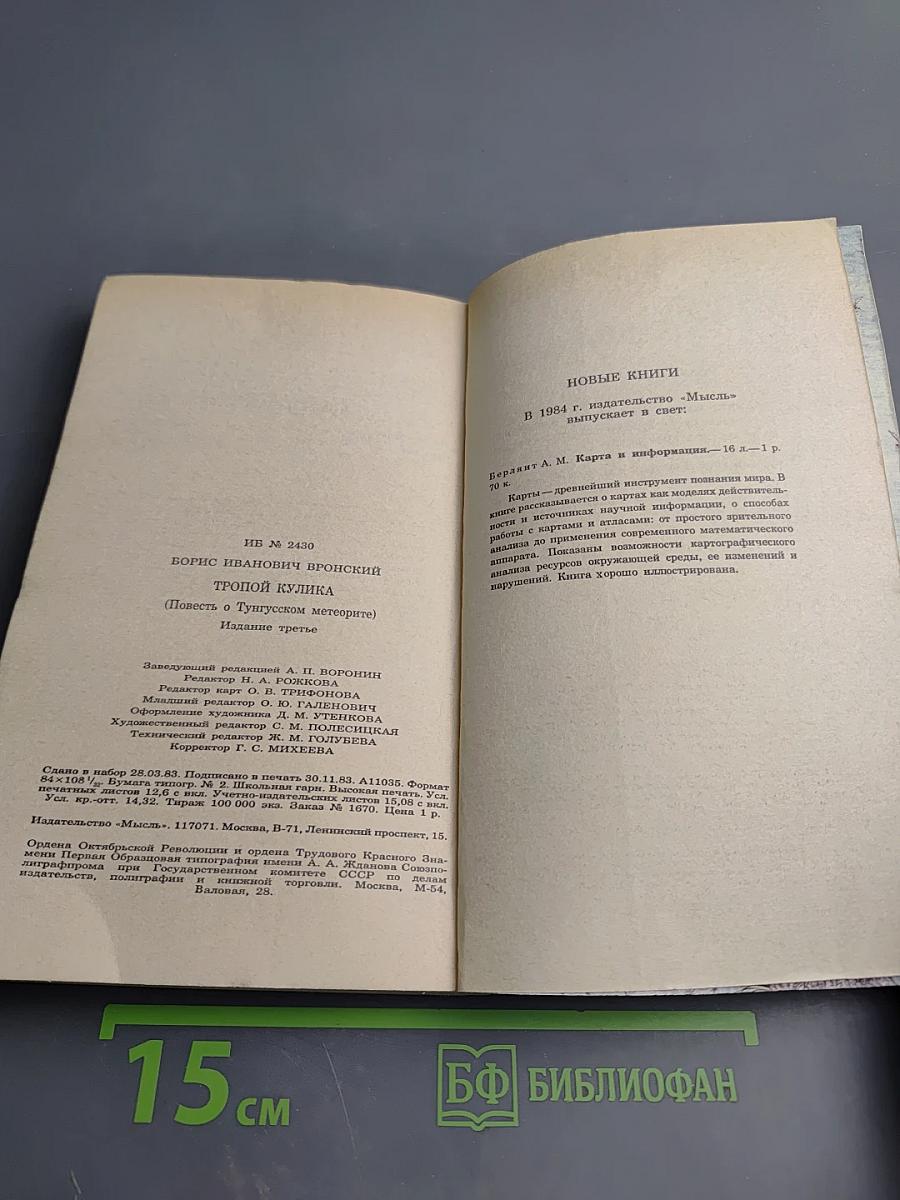 ИБ № 2430
БОРИС ИВАНОВИЧ ВРОНСКИЙ
ТРОПОЙ КУЛИКА
(Повесть о Тунгусском метеорите)
Издание третье
Заведующий редакцией А. П. ВОРОНИН
Редактор Н. А. РОЖКОВА
Редактор карт О. В. ТРИФОНОВА
Младший редактор О. Ю. ГАЛЕНОВИЧ
Оформление художника Д. М. УТЕНКОВА
Художественный редактор С. М. ПОЛЕСИЦКАЯ
Технический редактор Ж. М. ГОЛУБЕВА
Корректор Г. С. МИХЕЕВА
Сдано в набор 28.03.83. Подписано в печать 30.11.83. А11035. Формат
84×108 1/32. Бумага типогр. № 2. Школьная гарн. Высокая печать. Усл.
печатных листов 12,6 с вкл. Учетно-издательских листов 15,08 с вкл.
Усл. кр.-отт. 14,32. Тираж 100 000 экз. Заказ № 1670. Цена 1 р.
Издательство «Мысль». 117071. Москва, В-71, Ленинский проспект, 15.
Ордена Октябрьской Революции и ордена Трудового Красного Зна-
мени Первая Образцовая типография имени А. А. Жданова Союзпо-
лиграфпрома при Государственном комитете СССР по делам
издательств, полиграфии и книжной торговли. Москва, М-54,
Валовая, 28.
НОВЫЕ КНИГИ
В 1984 г. издательство «Мысль»
выпускает в свет:
Берлянт А. М. Карта и информация.—16 л.—1 р.
70 к.
Карты — древнейший инструмент познания мира. В
книге рассказывается о картах как моделях действитель-
ности и источниках научной информации, о способах
работы с картами и атласами: от простого зрительного
анализа до применения современного математического
аппарата. Показаны возможности картографического
анализа ресурсов окружающей среды, ее изменений и
нарушений. Книга хорошо иллюстрирована.
15 см
БФ БИБЛИОФАН